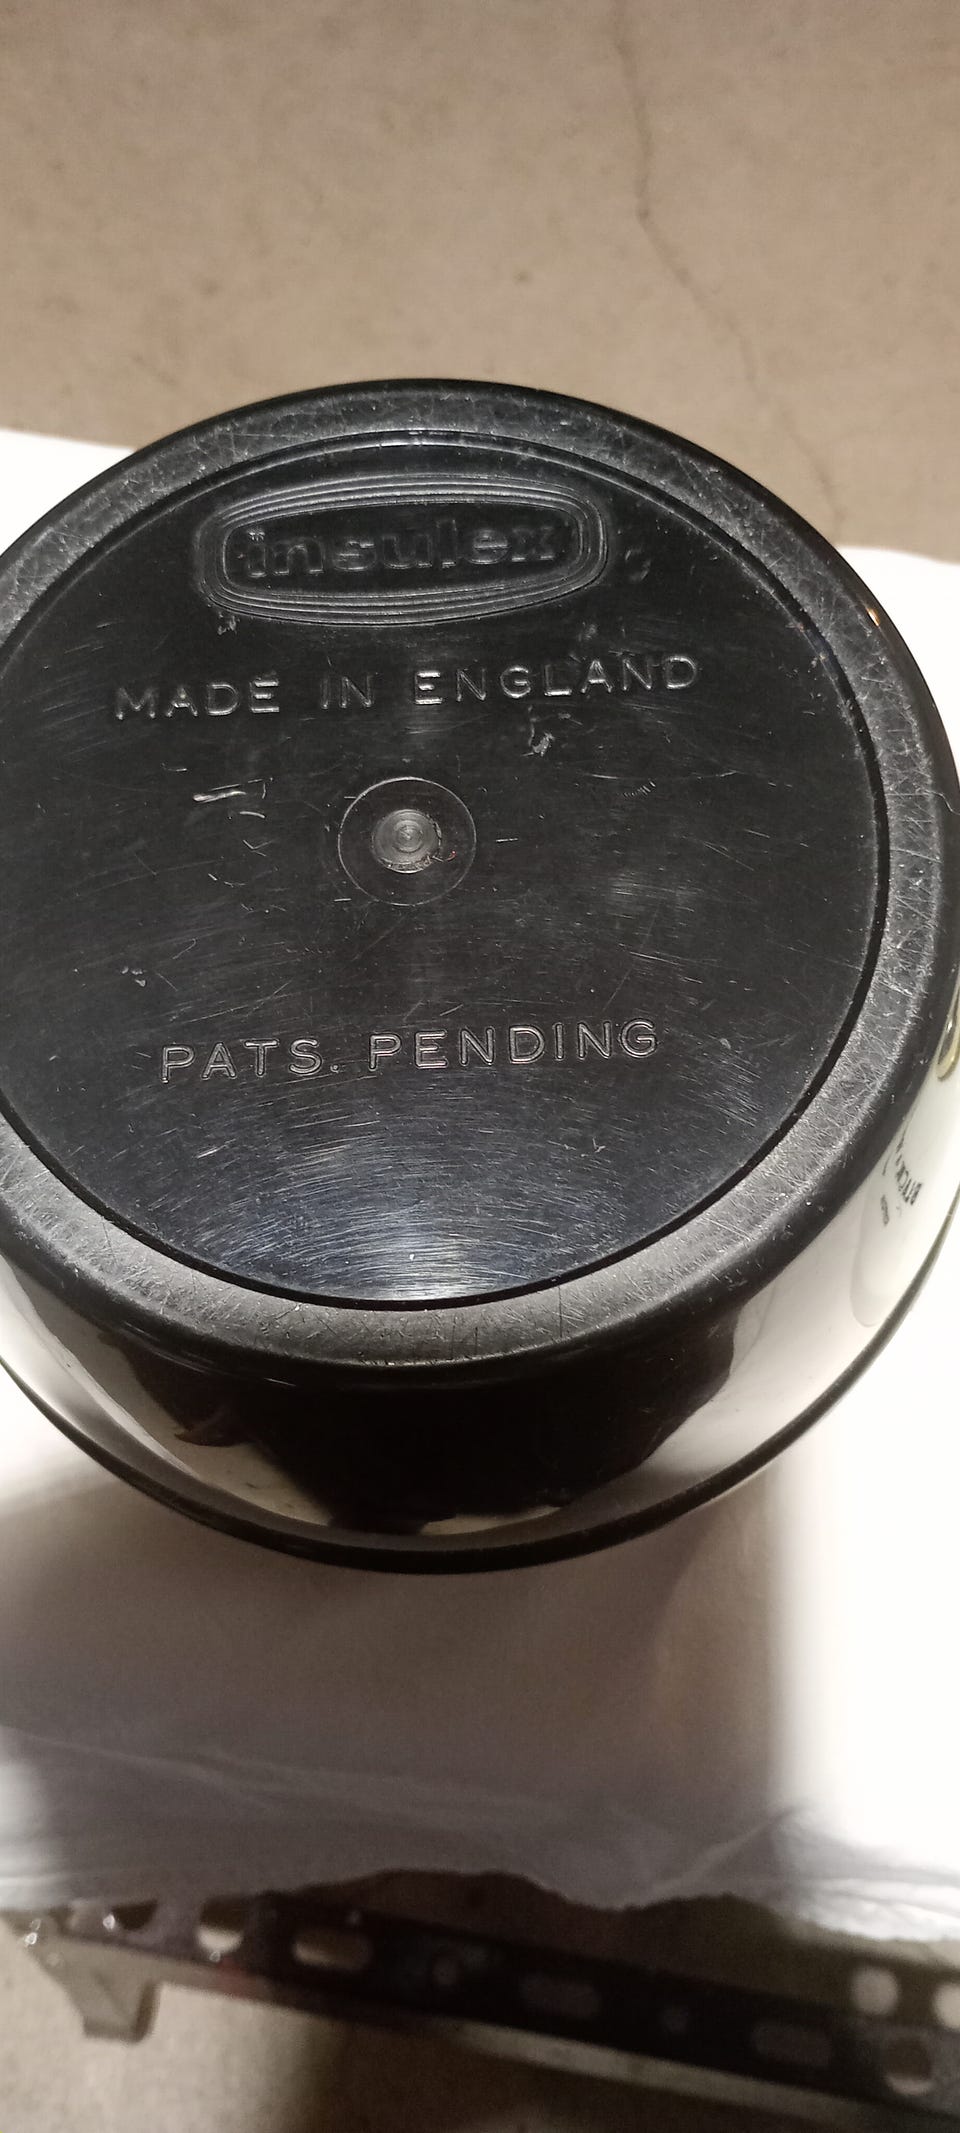 insulex
MADE IN ENGLAND
PATS. PENDING